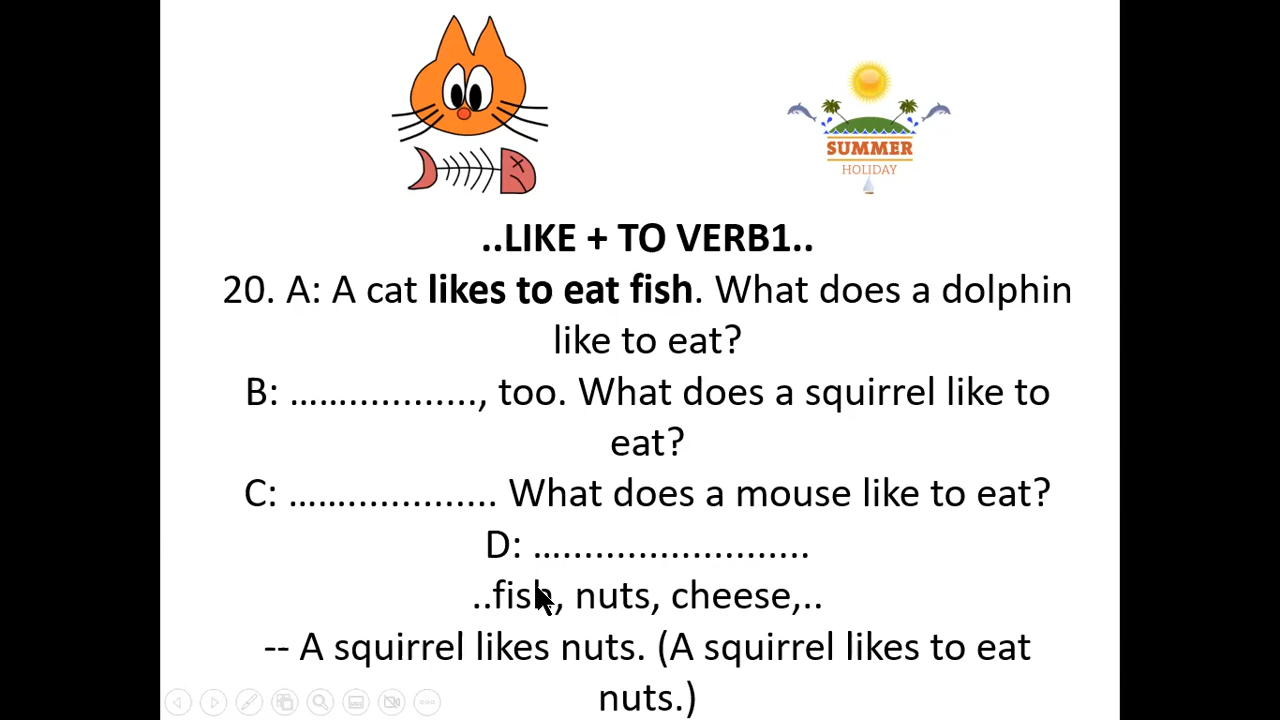 SUMMER
HOLIDAY
..LIKE + TO VERB1..
20. A: A cat likes to eat fish. What does a dolphin
like to eat?
B: ................, too. What does a squirrel like to
eat?
C: .................. What does a mouse like to eat?
D: ........................
..fish, nuts, cheese,..
-- A squirrel likes nuts. (A squirrel likes to eat
nuts.)